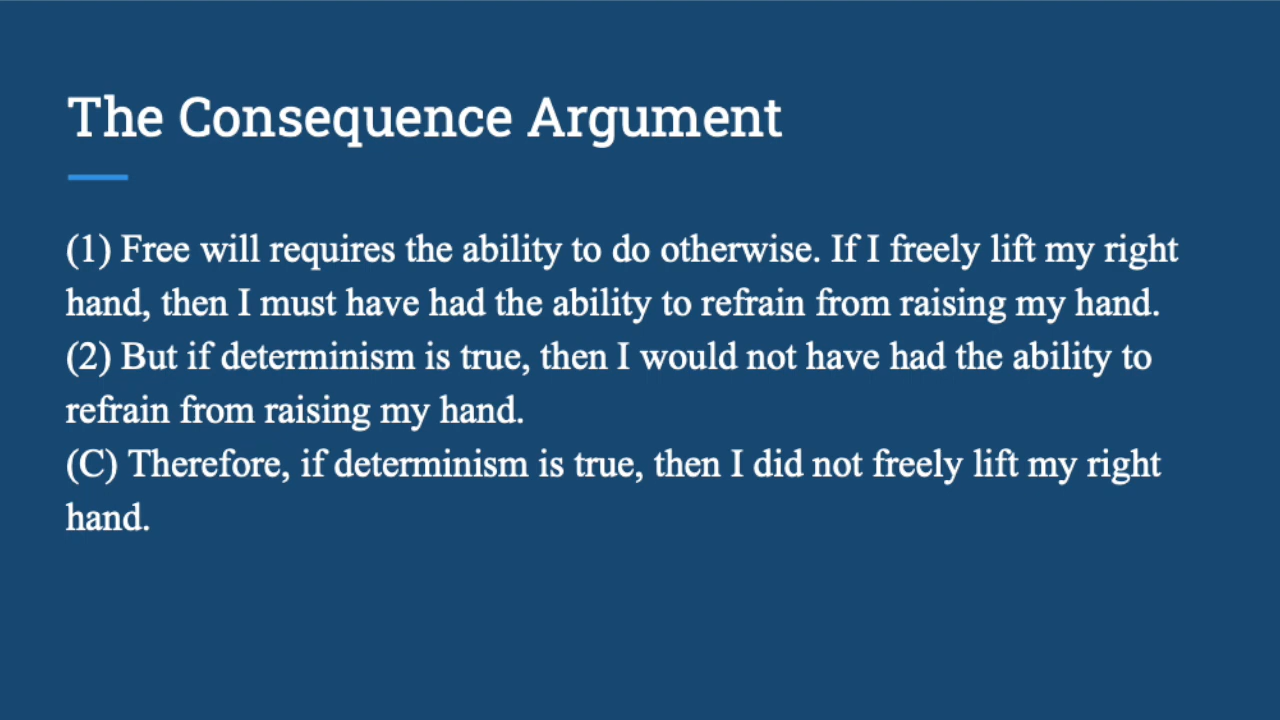 The Consequence Argument
(1) Free will requires the ability to do otherwise. If I freely lift my right
hand, then I must have had the ability to refrain from raising my hand.
(2) But if determinism is true, then I would not have had the ability to
refrain from raising my hand.
(C) Therefore, if determinism is true, then I did not freely lift my right
hand.